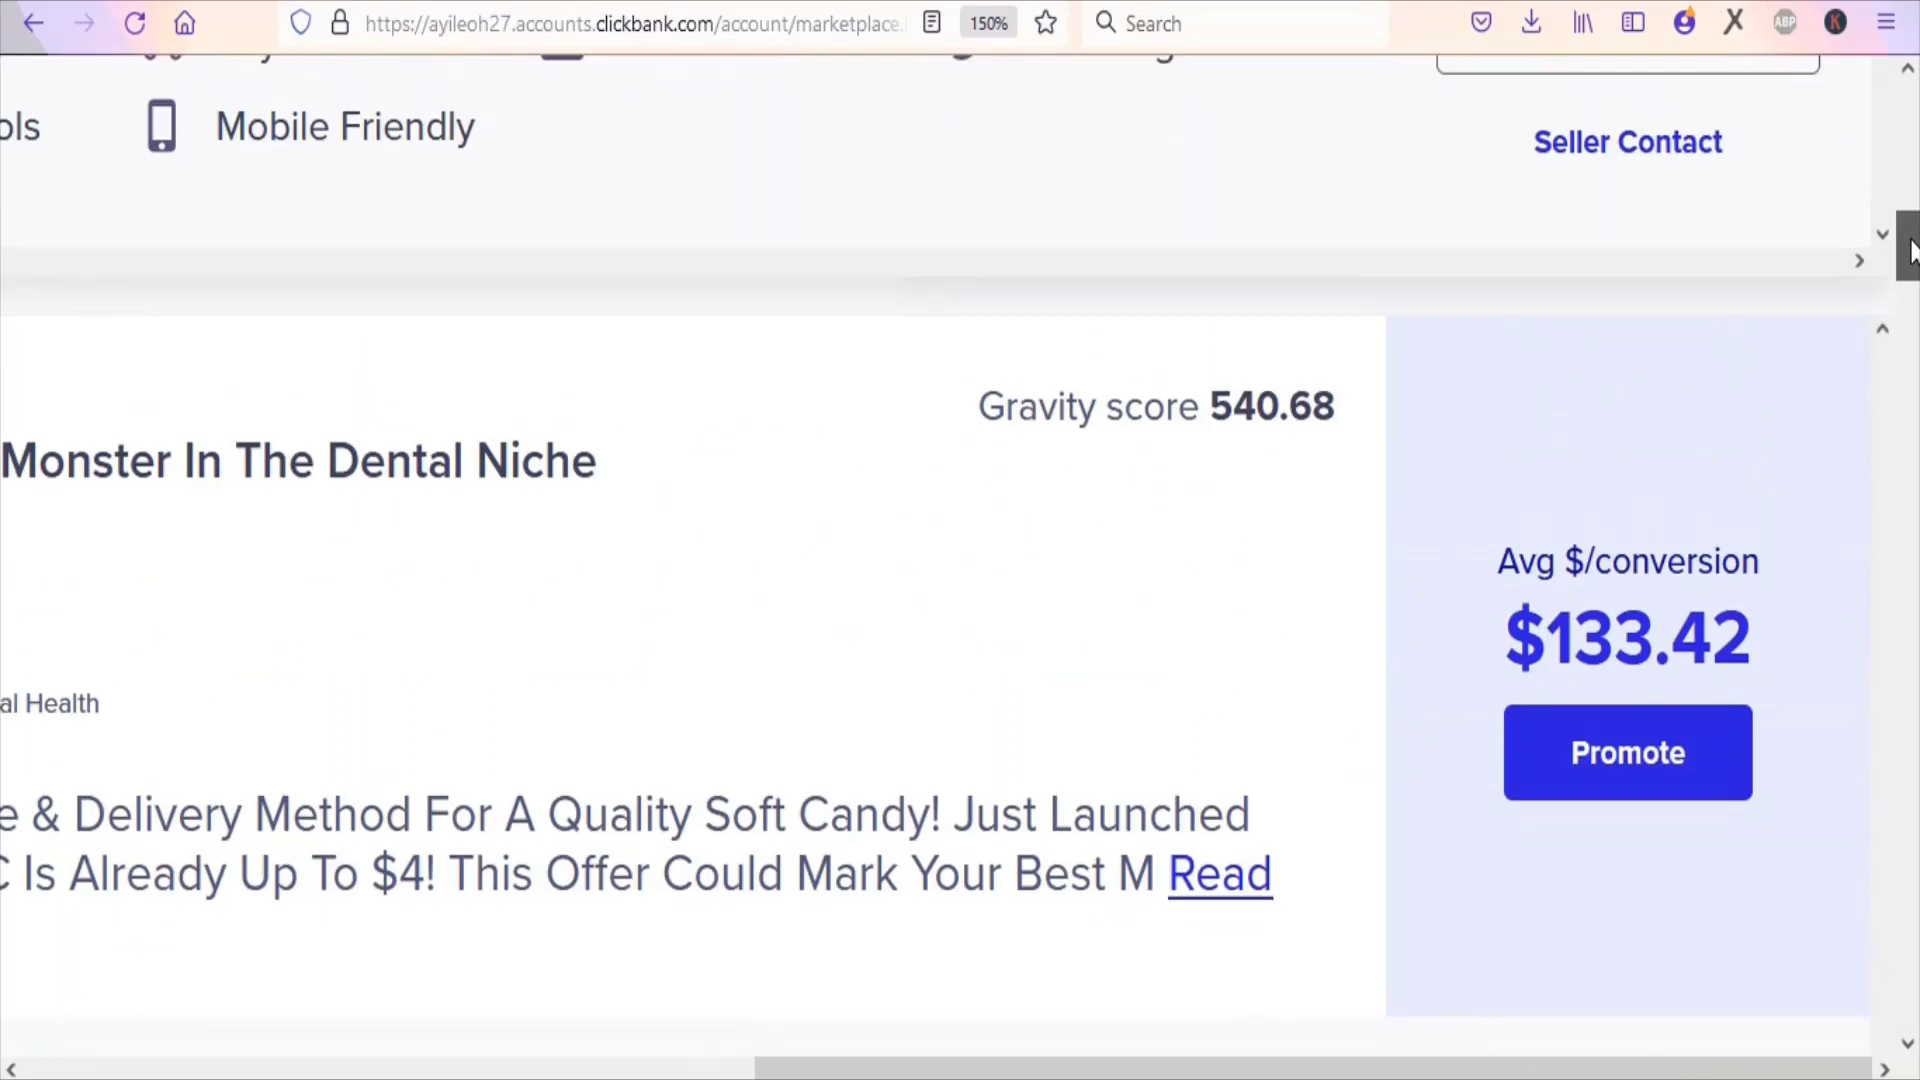 https://ayileoh27.accounts.clickbank.com/account/marketplace.
150%
Search
ABP
K
ols
Mobile Friendly
Seller Contact
Gravity score 540.68
Monster In The Dental Niche
Avg $/conversion
$133.42
al Health
Promote
e & Delivery Method For A Quality Soft Candy! Just Launched
C Is Already Up To $4! This Offer Could Mark Your Best M Read